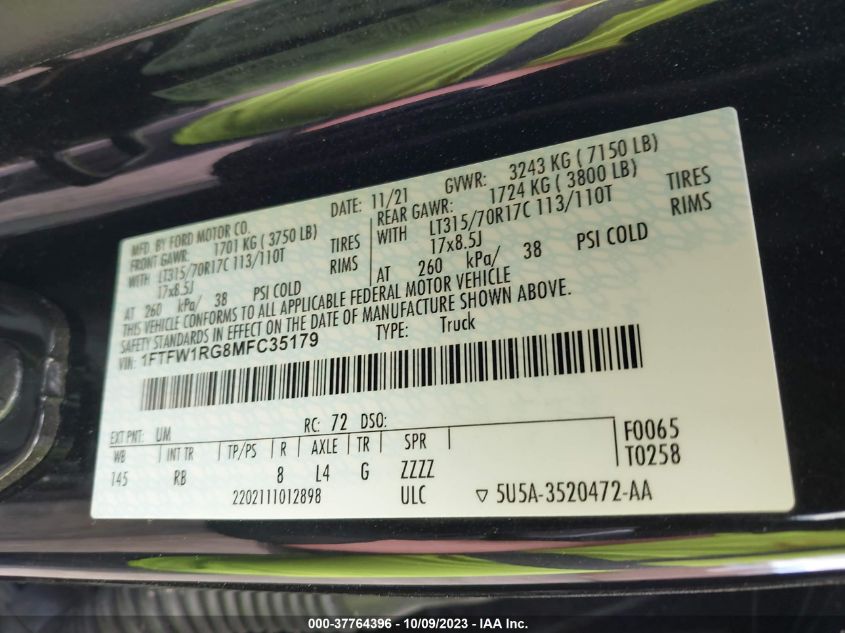 MFD. BY FORD MOTOR CO.
DATE: 11/21 GVWR: 3243 KG ( 7150 LB)
FRONT GAWR: 1701 KG ( 3750 LB)
WITH LT315/70R17C 113/110T TIRES
17x8.5J RIMS
AT 260 kPa/ 38 PSI COLD
REAR GAWR: 1724 KG ( 3800 LB)
WITH LT315/70R17C 113/110T TIRES
17x8.5J RIMS
AT 260 kPa/ 38 PSI COLD
THIS VEHICLE CONFORMS TO ALL APPLICABLE FEDERAL MOTOR VEHICLE
SAFETY STANDARDS IN EFFECT ON THE DATE OF MANUFACTURE SHOWN ABOVE.
VIN: 1FTFW1RG8MFC35179 TYPE: Truck
EXT PNT: UM RC: 72 DSO:
WB INT TR TP/PS R AXLE TR SPR
145 RB 8 L4 G ZZZZ
F0065
T0258
2202111012898 ULC ▽ 5U5A-3520472-AA
000-37764396 - 10/09/2023 - IAA Inc.